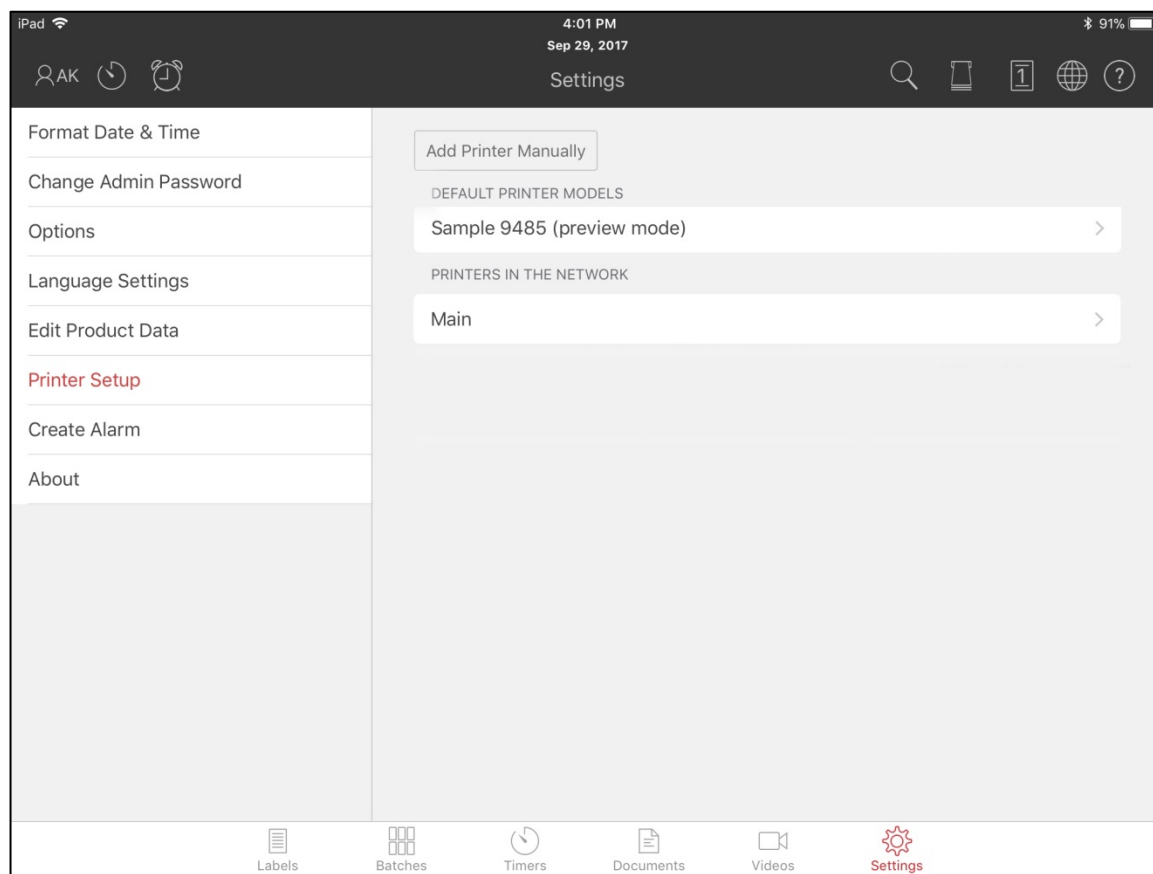 iPad 4:01 PM 91%
Sep 29, 2017
AK Settings 1 ?
Format Date & Time
Change Admin Password
Options
Language Settings
Edit Product Data
Printer Setup
Create Alarm
About
Add Printer Manually
DEFAULT PRINTER MODELS
Sample 9485 (preview mode)
PRINTERS IN THE NETWORK
Main
Labels Batches Timers Documents Videos Settings